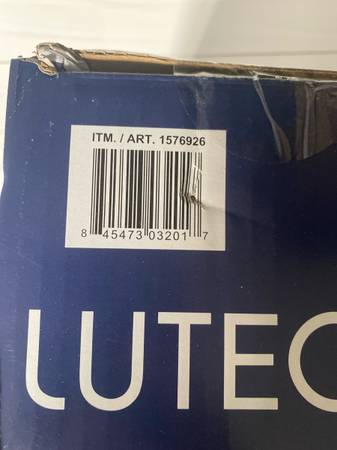 ITM. / ART. 1576926
8 45473 03201 7
LUTEC